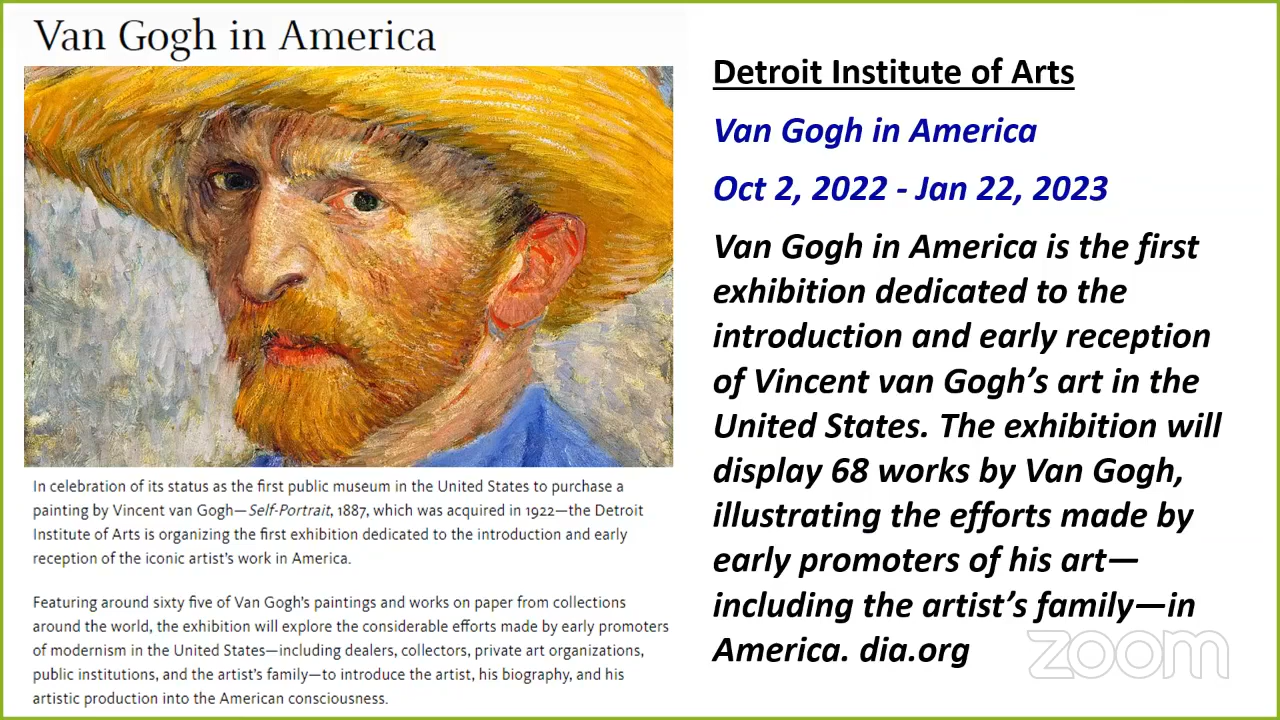 Van Gogh in America
In celebration of its status as the first public museum in the United States to purchase a
painting by Vincent van Gogh—Self-Portrait, 1887, which was acquired in 1922—the Detroit
Institute of Arts is organizing the first exhibition dedicated to the introduction and early
reception of the iconic artist's work in America.
Featuring around sixty five of Van Gogh's paintings and works on paper from collections
around the world, the exhibition will explore the considerable efforts made by early promoters
of modernism in the United States—including dealers, collectors, private art organizations,
public institutions, and the artist's family—to introduce the artist, his biography, and his
artistic production into the American consciousness.
Detroit Institute of Arts
Van Gogh in America
Oct 2, 2022 - Jan 22, 2023
Van Gogh in America is the first
exhibition dedicated to the
introduction and early reception
of Vincent van Gogh’s art in the
United States. The exhibition will
display 68 works by Van Gogh,
illustrating the efforts made by
early promoters of his art—
including the artist’s family—in
America. dia.org
zoom